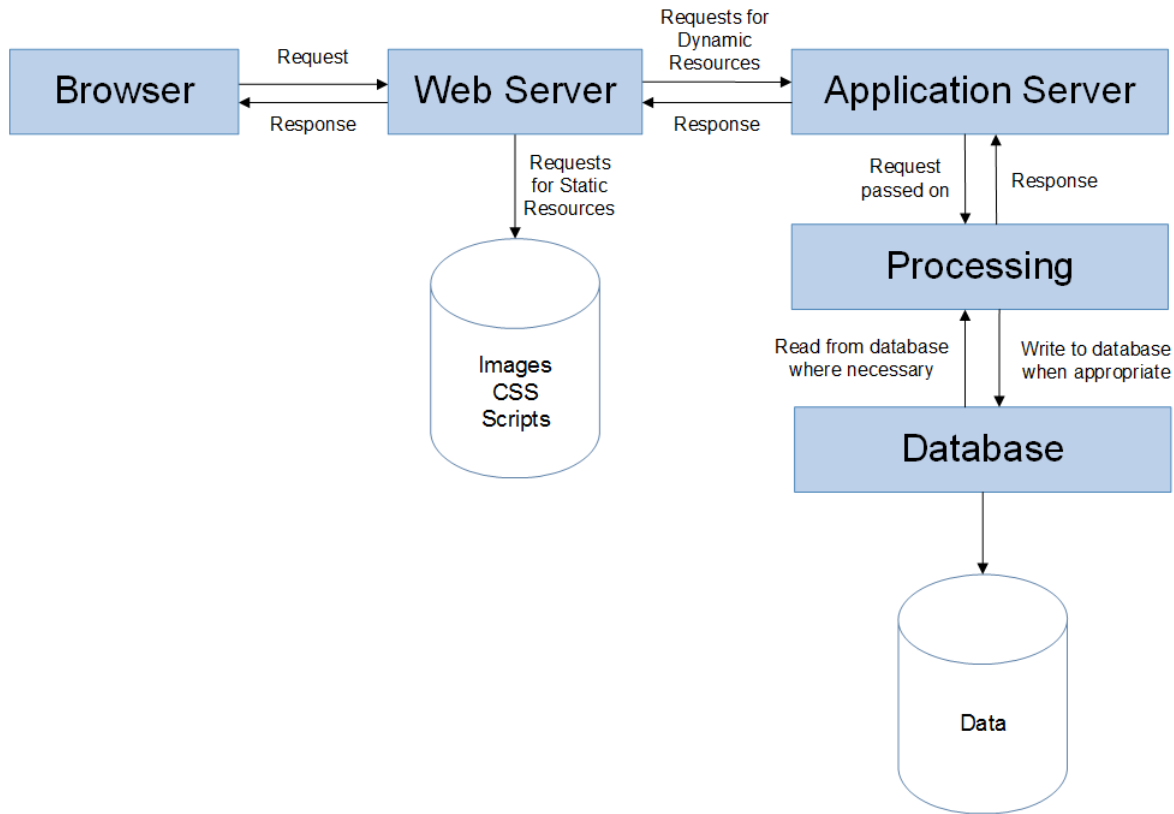 Browser
Request
Response
Web Server
Requests for
Dynamic
Resources
Response
Application Server
Requests
for Static
Resources
Images
CSS
Scripts
Request
passed on
Response
Processing
Read from database
where necessary
Write to database
when appropriate
Database
Data